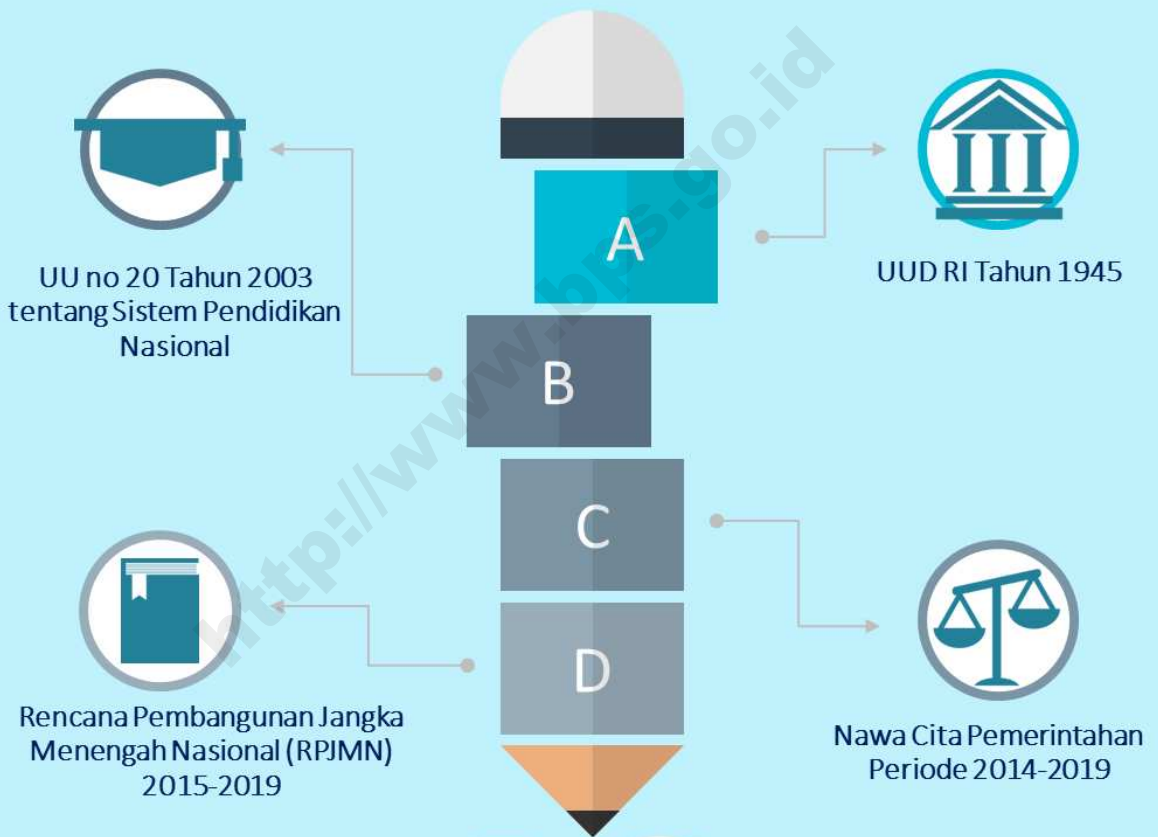 A
UUD RI Tahun 1945
B
UU no 20 Tahun 2003
tentang Sistem Pendidikan
Nasional
C
Nawa Cita Pemerintahan
Periode 2014-2019
D
Rencana Pembangunan Jangka
Menengah Nasional (RPJMN)
2015-2019
http://www.bps.go.id